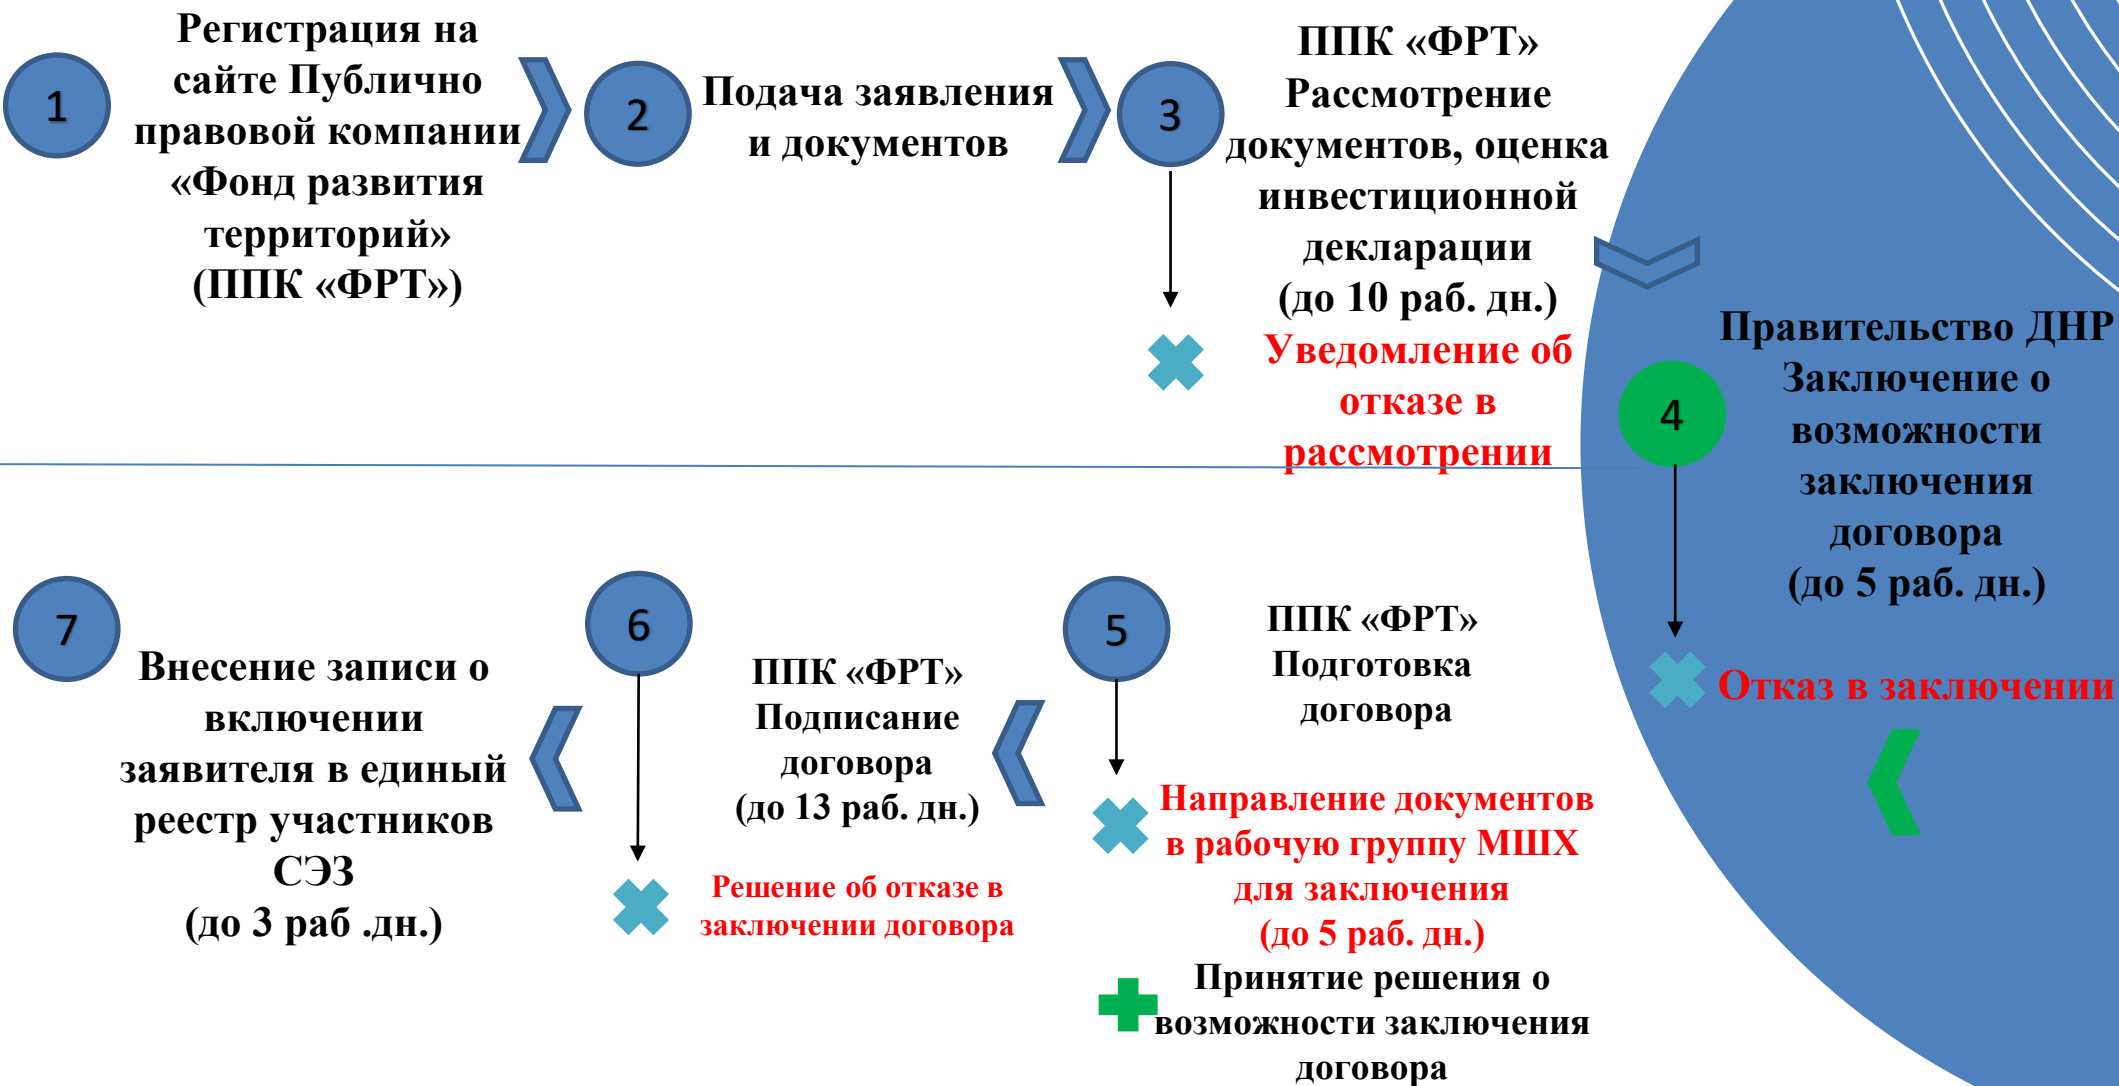 1
Регистрация на
сайте Публично
правовой компании
«Фонд развития
территорий»
(ППК «ФРТ»)
2
Подача заявления
и документов
3
ППК «ФРТ»
Рассмотрение
документов, оценка
инвестиционной
декларации
(до 10 раб. дн.)
Уведомление об
отказе в
рассмотрении
4
Правительство ДНР
Заключение о
возможности
заключения
договора
(до 5 раб. дн.)
Отказ в заключении
5
ППК «ФРТ»
Подготовка
договора
Направление документов
в рабочую группу МШХ
для заключения
(до 5 раб. дн.)
Принятие решения о
возможности заключения
договора
6
ППК «ФРТ»
Подписание
договора
(до 13 раб. дн.)
Решение об отказе в
заключении договора
7
Внесение записи о
включении
заявителя в единый
реестр участников
СЭЗ
(до 3 раб .дн.)